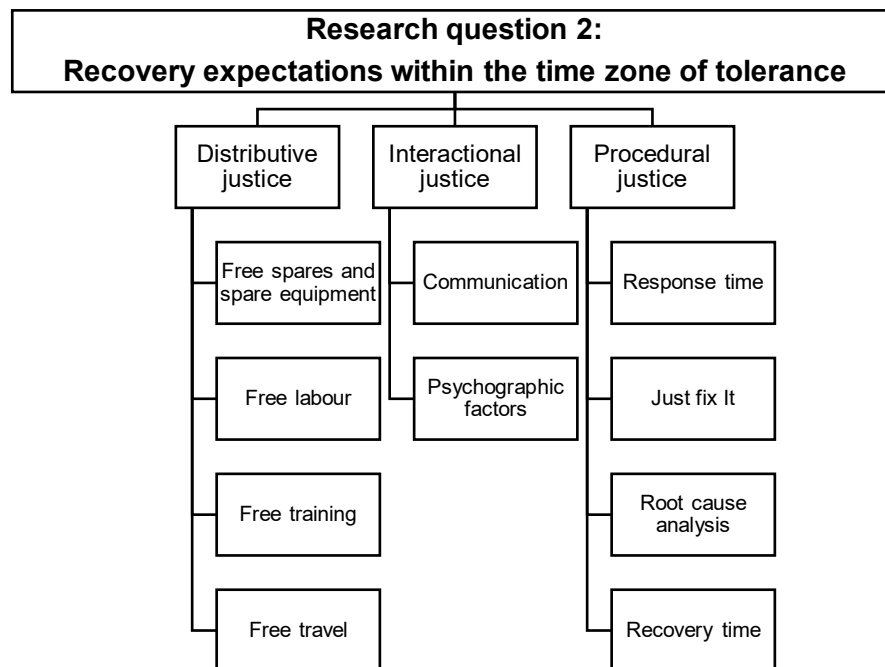 Research question 2:
Recovery expectations within the time zone of tolerance
Distributive
justice
Interactional
justice
Procedural
justice
Free spares and
spare equipment
Free labour
Free training
Free travel
Communication
Psychographic
factors
Response time
Just fix It
Root cause
analysis
Recovery time